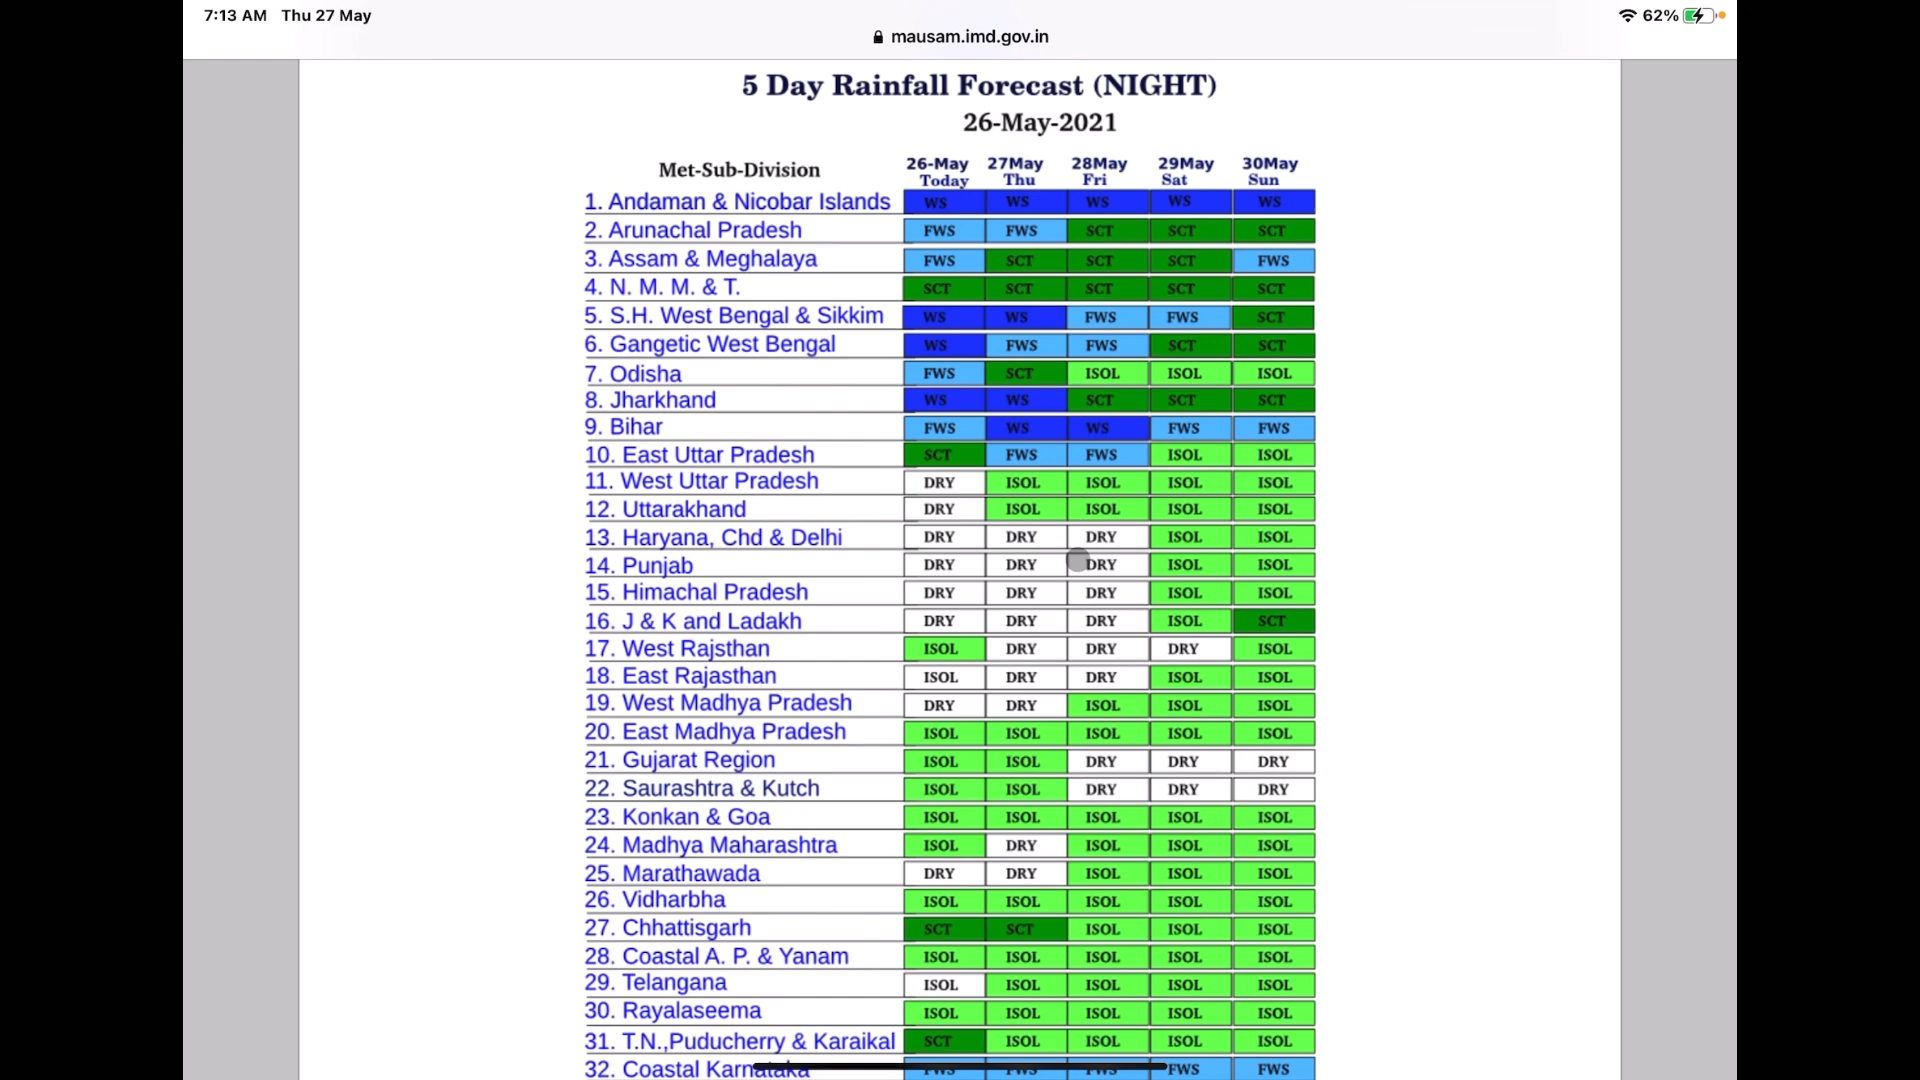 7:13 AM Thu 27 May
62%
mausam.imd.gov.in
5 Day Rainfall Forecast (NIGHT)
26-May-2021
Met-Sub-Division 26-May Today 27May Thu 28May Fri 29May Sat 30May Sun
1. Andaman & Nicobar Islands WS WS WS WS WS
2. Arunachal Pradesh FWS FWS SCT SCT SCT
3. Assam & Meghalaya FWS SCT SCT SCT FWS
4. N. M. M. & T. SCT SCT SCT SCT SCT
5. S.H. West Bengal & Sikkim WS WS FWS FWS SCT
6. Gangetic West Bengal WS FWS FWS SCT SCT
7. Odisha FWS SCT ISOL ISOL ISOL
8. Jharkhand WS WS SCT SCT SCT
9. Bihar FWS WS WS FWS FWS
10. East Uttar Pradesh SCT FWS FWS ISOL ISOL
11. West Uttar Pradesh DRY ISOL ISOL ISOL ISOL
12. Uttarakhand DRY ISOL ISOL ISOL ISOL
13. Haryana, Chd & Delhi DRY DRY DRY ISOL ISOL
14. Punjab DRY DRY DRY ISOL ISOL
15. Himachal Pradesh DRY DRY DRY ISOL ISOL
16. J & K and Ladakh DRY DRY DRY ISOL SCT
17. West Rajsthan ISOL DRY DRY DRY ISOL
18. East Rajasthan ISOL DRY DRY ISOL ISOL
19. West Madhya Pradesh DRY DRY ISOL ISOL ISOL
20. East Madhya Pradesh ISOL ISOL ISOL ISOL ISOL
21. Gujarat Region ISOL ISOL DRY DRY DRY
22. Saurashtra & Kutch ISOL ISOL DRY DRY DRY
23. Konkan & Goa ISOL ISOL ISOL ISOL ISOL
24. Madhya Maharashtra ISOL DRY ISOL ISOL ISOL
25. Marathawada DRY DRY ISOL ISOL ISOL
26. Vidharbha ISOL ISOL ISOL ISOL ISOL
27. Chhattisgarh SCT SCT ISOL ISOL ISOL
28. Coastal A. P. & Yanam ISOL ISOL ISOL ISOL ISOL
29. Telangana ISOL ISOL ISOL ISOL ISOL
30. Rayalaseema ISOL ISOL ISOL ISOL ISOL
31. T.N.,Puducherry & Karaikal SCT ISOL ISOL ISOL ISOL
32. Coastal Karnataka FWS FWS FWS FWS FWS